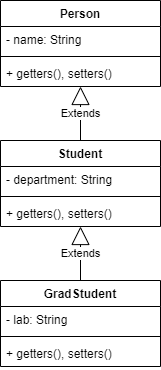 Person
- name: String
+ getters(), setters()
Extends
Student
- department: String
+ getters(), setters()
Extends
GradStudent
- lab: String
+ getters(), setters()